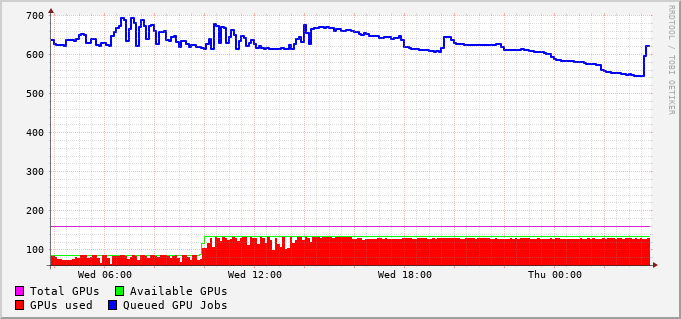 700
600
500
400
300
200
100
Wed 06:00 Wed 12:00 Wed 18:00 Thu 00:00
Total GPUs Available GPUs
GPUs used Queued GPU Jobs
RRDTOOL / TOBI OETIKER